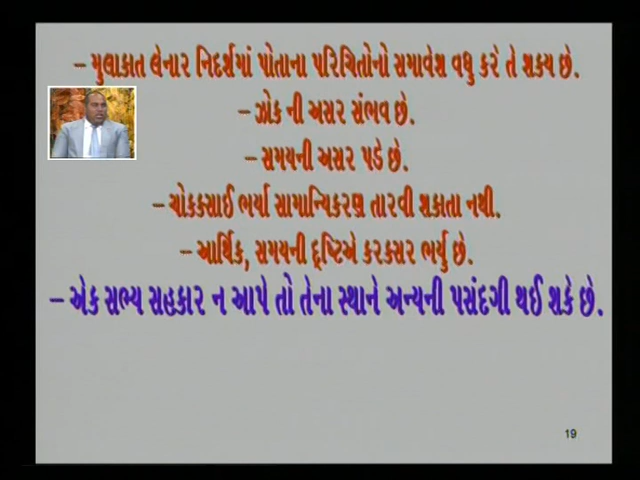 – મુલાકાત લેનાર નિદર્શમાં પોતાના પરિચિતોનો સમાવેશ વધુ કરે તે શક્ય છે.
– ઝોક ની અસર સંભવ છે.
– સમયની અસર પડે છે.
– ચોકકસાઈ ભર્યા સામાન્યિકરણ તારવી શકાતા નથી.
– આર્થિક, સમયની દૃષ્ટિએ કરકસર ભર્યુ છે.
– એક સભ્ય સહકાર ન આપે તો તેના સ્થાને અન્યની પસંદગી થઈ શકે છે.
19